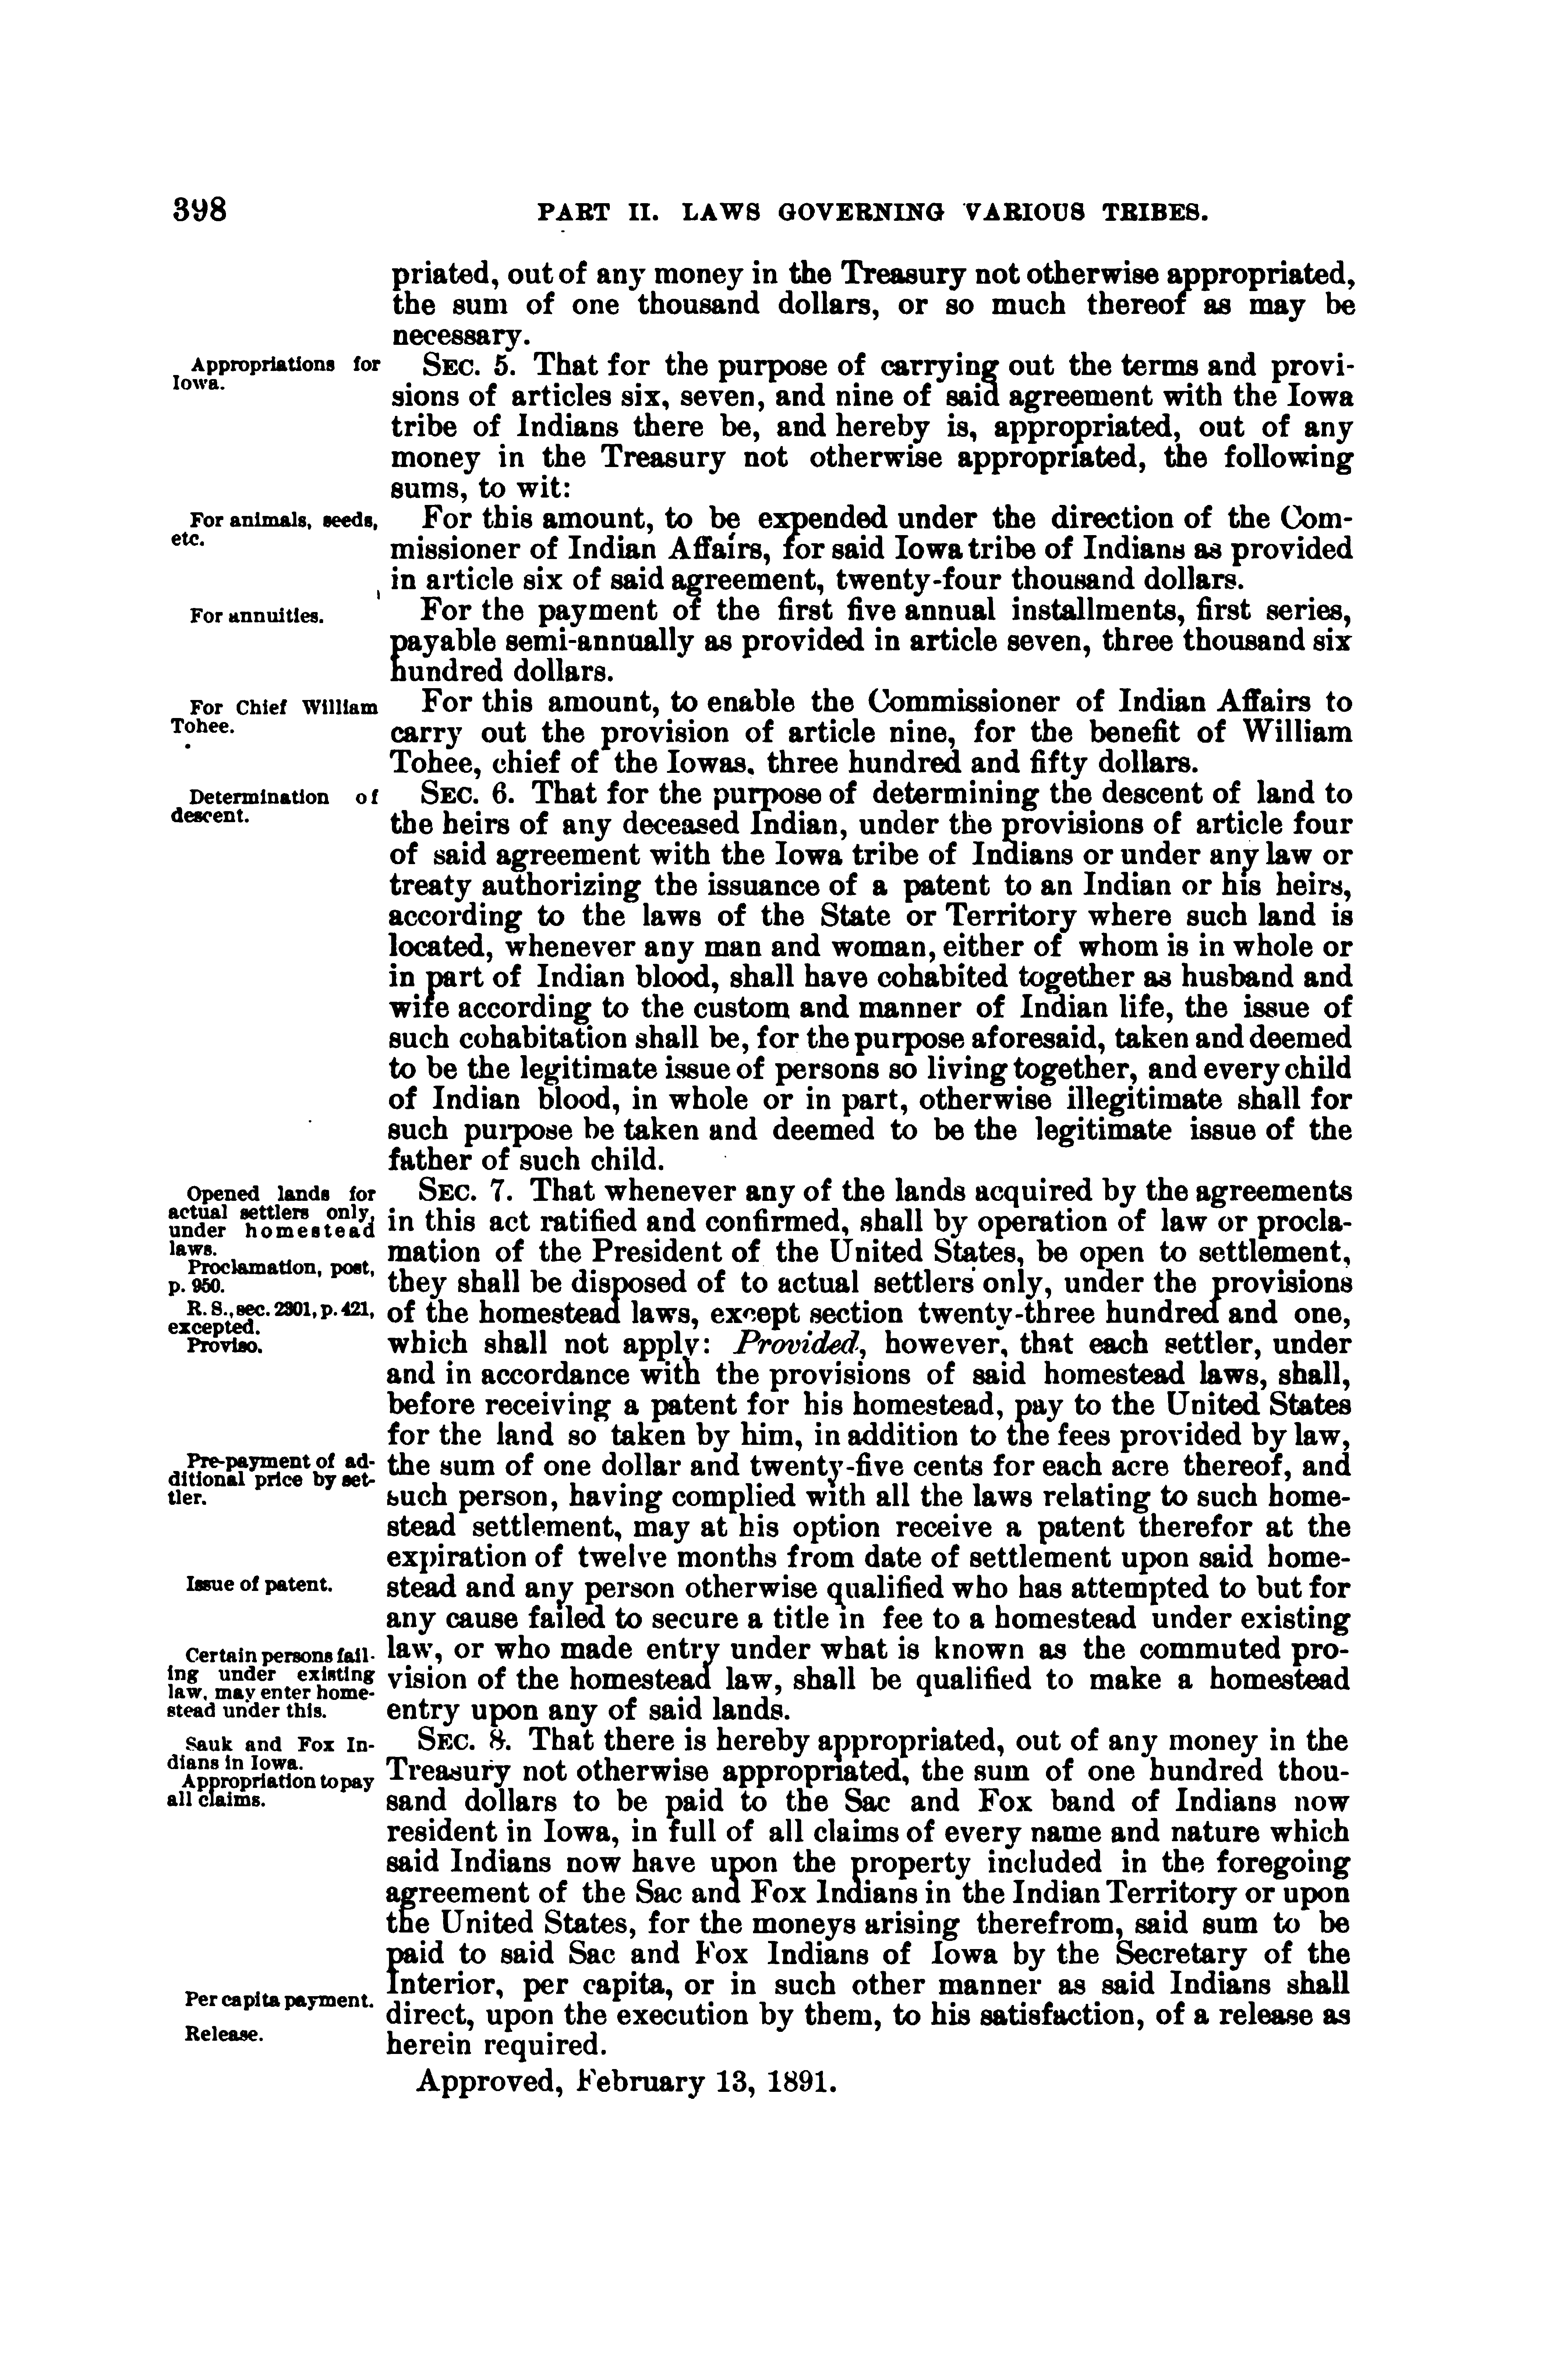 398
PART II. LAWS GOVERNING VARIOUS TRIBES.
priated, out of any money in the Treasury not otherwise appropriated,
the sum of one thousand dollars, or so much thereof as may be
necessary.
Appropriations for
Iowa.
SEC. 5. That for the purpose of carrying out the terms and provi-
sions of articles six, seven, and nine of said agreement with the Iowa
tribe of Indians there be, and hereby is, appropriated, out of any
money in the Treasury not otherwise appropriated, the following
sums, to wit:
For animals, seeds,
etc.
For this amount, to be expended under the direction of the Com-
missioner of Indian Affairs, for said Iowa tribe of Indians as provided
in article six of said agreement, twenty-four thousand dollars.
For annuities.
For the payment of the first five annual installments, first series,
payable semi-annually as provided in article seven, three thousand six
hundred dollars.
For Chief William
Tohee.
For this amount, to enable the Commissioner of Indian Affairs to
carry out the provision of article nine, for the benefit of William
Tohee, chief of the Iowas, three hundred and fifty dollars.
Determination of
descent.
SEC. 6. That for the purpose of determining the descent of land to
the heirs of any deceased Indian, under the provisions of article four
of said agreement with the Iowa tribe of Indians or under any law or
treaty authorizing the issuance of a patent to an Indian or his heirs,
according to the laws of the State or Territory where such land is
located, whenever any man and woman, either of whom is in whole or
in part of Indian blood, shall have cohabited together as husband and
wife according to the custom and manner of Indian life, the issue of
such cohabitation shall be, for the purpose aforesaid, taken and deemed
to be the legitimate issue of persons so living together, and every child
of Indian blood, in whole or in part, otherwise illegitimate shall for
such purpose be taken and deemed to be the legitimate issue of the
father of such child.
Opened lands for
actual settlers only,
under homestead
laws.
Proclamation, post,
p. 950.
R. S., sec. 2301, p. 421,
excepted.
Proviso.
SEC. 7. That whenever any of the lands acquired by the agreements
in this act ratified and confirmed, shall by operation of law or procla-
mation of the President of the United States, be open to settlement,
they shall be disposed of to actual settlers only, under the provisions
of the homestead laws, except section twenty-three hundred and one,
which shall not apply: Provided, however, that each settler, under
and in accordance with the provisions of said homestead laws, shall,
before receiving a patent for his homestead, pay to the United States
for the land so taken by him, in addition to the fees provided by law,
Pre-payment of ad-
ditional price by set-
tler.
the sum of one dollar and twenty-five cents for each acre thereof, and
such person, having complied with all the laws relating to such home-
stead settlement, may at his option receive a patent therefor at the
expiration of twelve months from date of settlement upon said home-
Issue of patent.
stead and any person otherwise qualified who has attempted to but for
any cause failed to secure a title in fee to a homestead under existing
Certain persons fail-
ing under existing
law, may enter home-
stead under this.
law, or who made entry under what is known as the commuted pro-
vision of the homestead law, shall be qualified to make a homestead
entry upon any of said lands.
Sauk and Fox In-
dians in Iowa.
Appropriation to pay
all claims.
SEC. 8. That there is hereby appropriated, out of any money in the
Treasury not otherwise appropriated, the sum of one hundred thou-
sand dollars to be paid to the Sac and Fox band of Indians now
resident in Iowa, in full of all claims of every name and nature which
said Indians now have upon the property included in the foregoing
agreement of the Sac and Fox Indians in the Indian Territory or upon
the United States, for the moneys arising therefrom, said sum to be
paid to said Sac and Fox Indians of Iowa by the Secretary of the
Interior, per capita, or in such other manner as said Indians shall
Per capita payment.
direct, upon the execution by them, to his satisfaction, of a release as
Release.
herein required.
Approved, February 13, 1891.